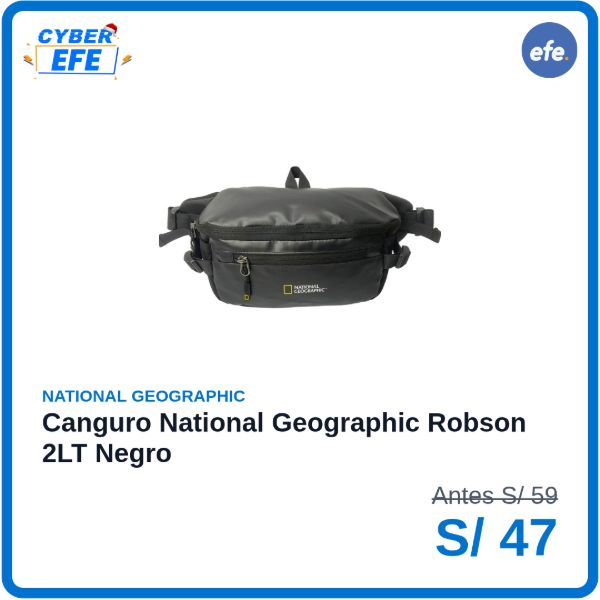 CYBER
EFE
efe.
NATIONAL
GEOGRAPHIC
NATIONAL GEOGRAPHIC
Canguro National Geographic Robson
2LT Negro
Antes S/ 59
S/ 47